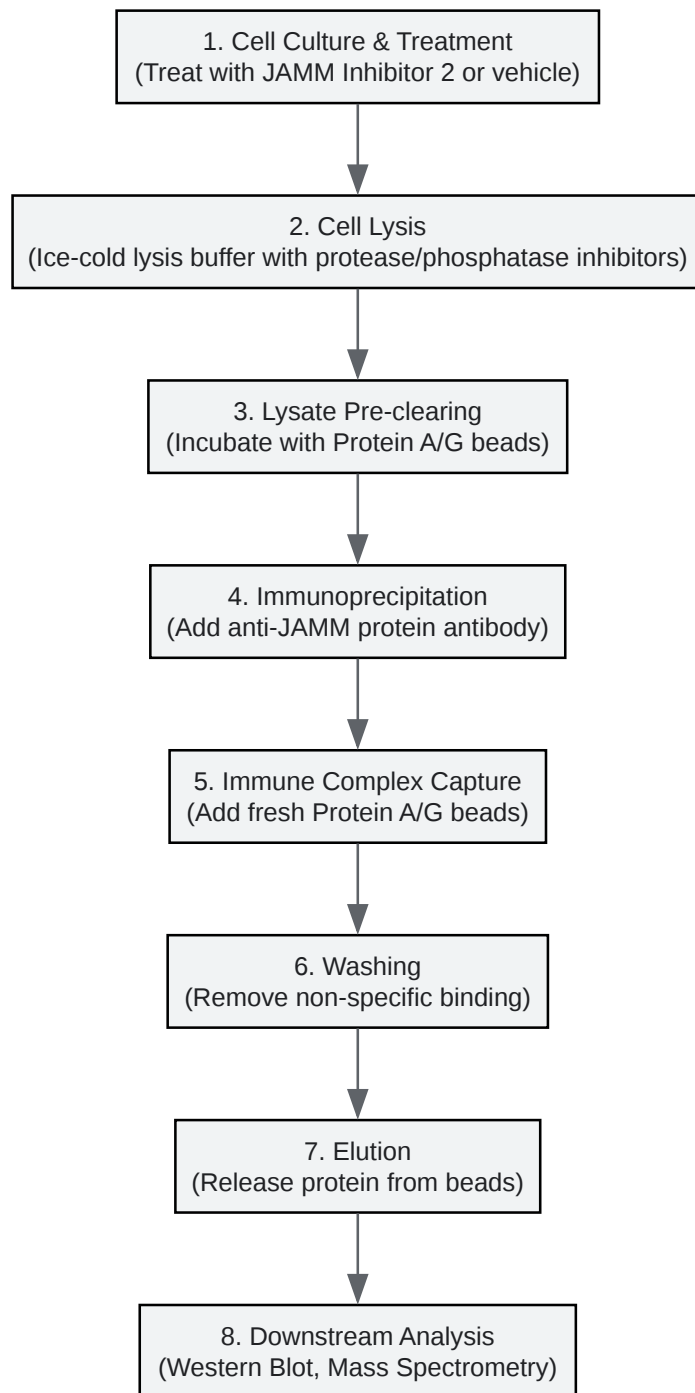 1. Cell Culture & Treatment
(Treat with JAMM Inhibitor 2 or vehicle)
2. Cell Lysis
(Ice-cold lysis buffer with protease/phosphatase inhibitors)
3. Lysate Pre-clearing
(Incubate with Protein A/G beads)
4. Immunoprecipitation
(Add anti-JAMM protein antibody)
5. Immune Complex Capture
(Add fresh Protein A/G beads)
6. Washing
(Remove non-specific binding)
7. Elution
(Release protein from beads)
8. Downstream Analysis
(Western Blot, Mass Spectrometry)